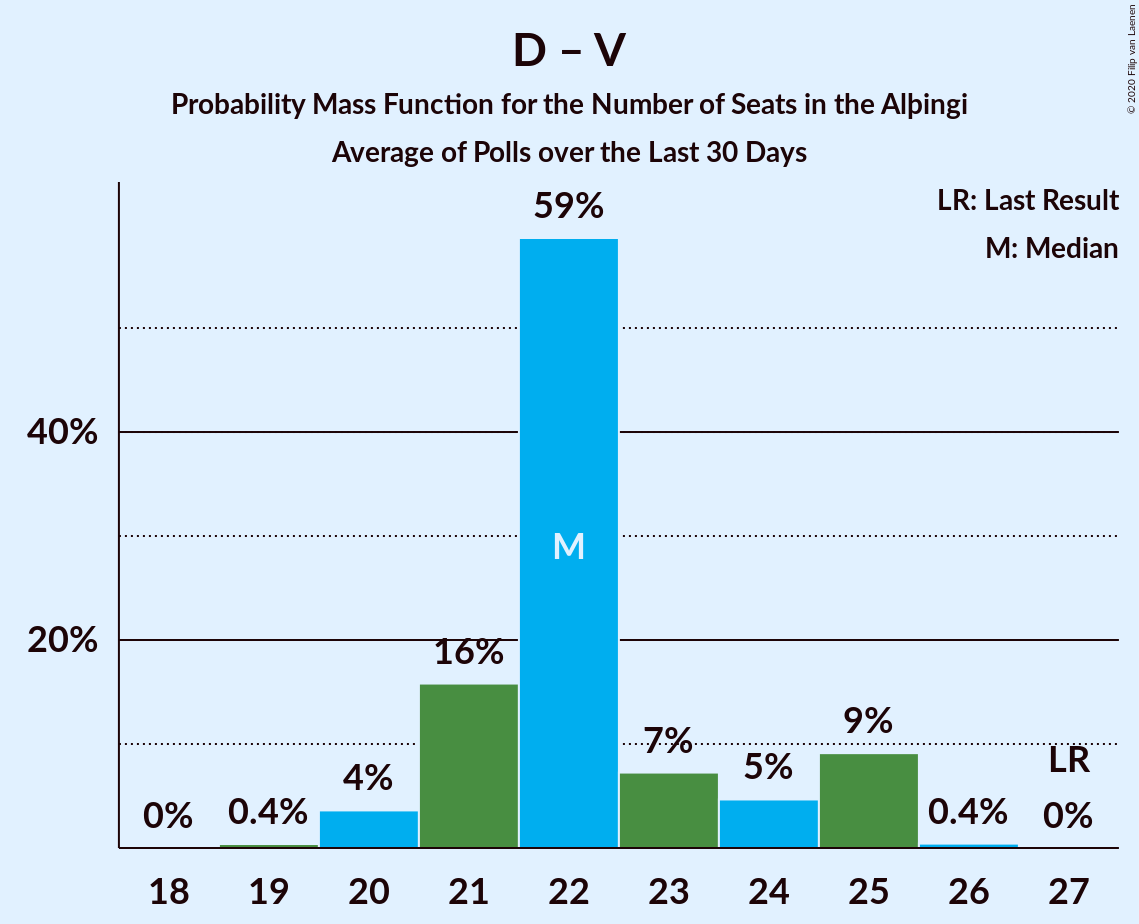 D – V
Probability Mass Function for the Number of Seats in the Alþingi
Average of Polls over the Last 30 Days
© 2020 Filip van Laenen
LR: Last Result
M: Median
59%
40%
M
20%
16%
9%
7%
5%
LR
4%
0%
0.4%
0.4%
0%
18 19 20 21 22 23 24 25 26 27